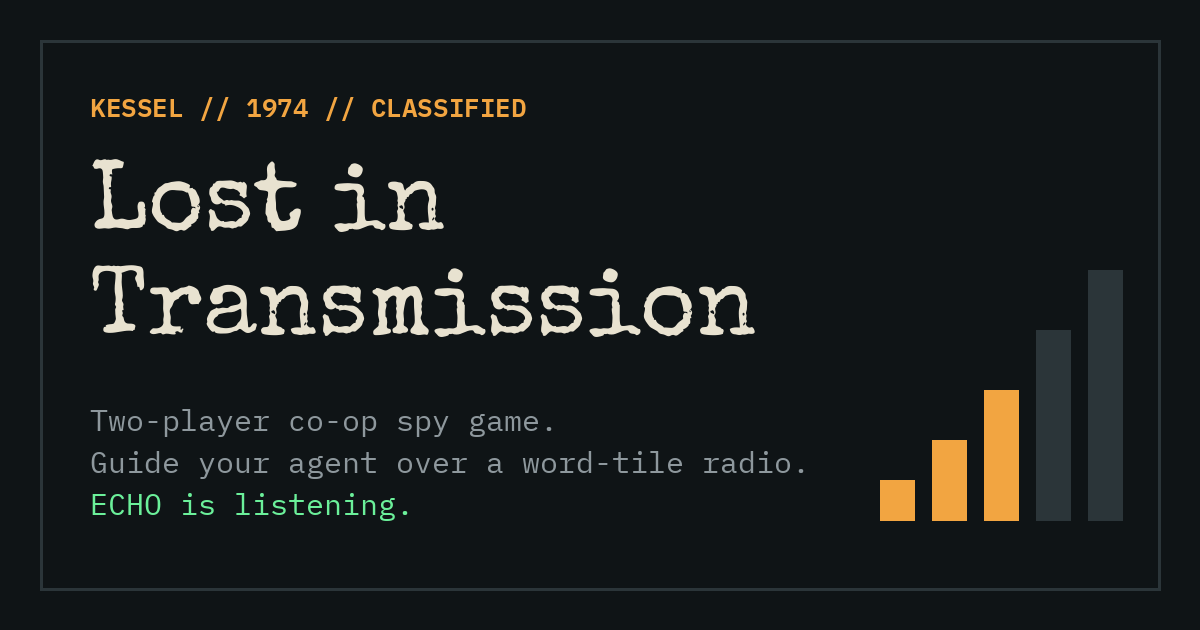 KESSEL // 1974 // CLASSIFIED
Lost in
Transmission
Two-player co-op spy game.
Guide your agent over a word-tile radio.
ECHO is listening.